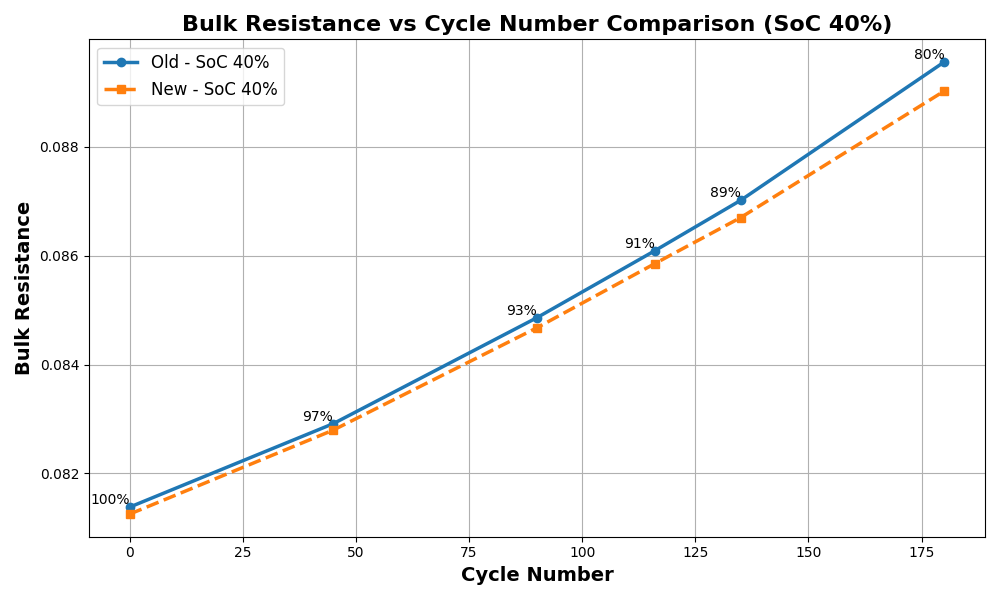 Bulk Resistance vs Cycle Number Comparison (SoC 40%)
Old - SoC 40%
New - SoC 40%
80%
89%
91%
93%
97%
100%
0.088
0.086
0.084
0.082
Bulk Resistance
0 25 50 75 100 125 150 175
Cycle Number